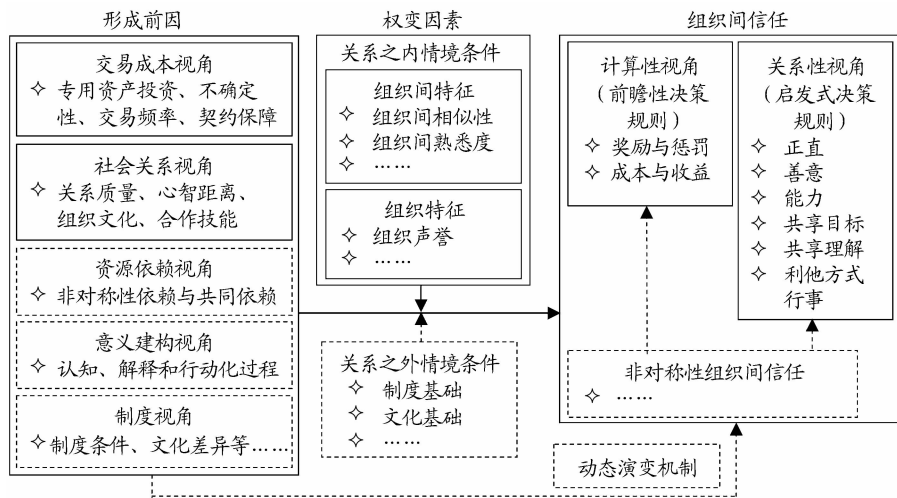 形成前因
交易成本视角
✧ 专用资产投资、不确定
性、交易频率、契约保障
社会关系视角
✧ 关系质量、心智距离、
组织文化、合作技能
资源依赖视角
✧ 非对称性依赖与共同依赖
意义建构视角
✧ 认知、解释和行动化过程
制度视角
✧ 制度条件、文化差异等……
权变因素
关系之内情境条件
组织间特征
✧ 组织间相似性
✧ 组织间熟悉度
✧ ……
组织特征
✧ 组织声誉
✧ ……
关系之外情境条件
✧ 制度基础
✧ 文化基础
✧ ……
组织间信任
计算性视角
(前瞻性决策
规则)
✧ 奖励与惩罚
✧ 成本与收益
关系性视角
(启发式决策
规则)
✧ 正直
✧ 善意
✧ 能力
✧ 共享目标
✧ 共享理解
✧ 利他方式
行事
非对称性组织间信任
✧ ……
动态演变机制